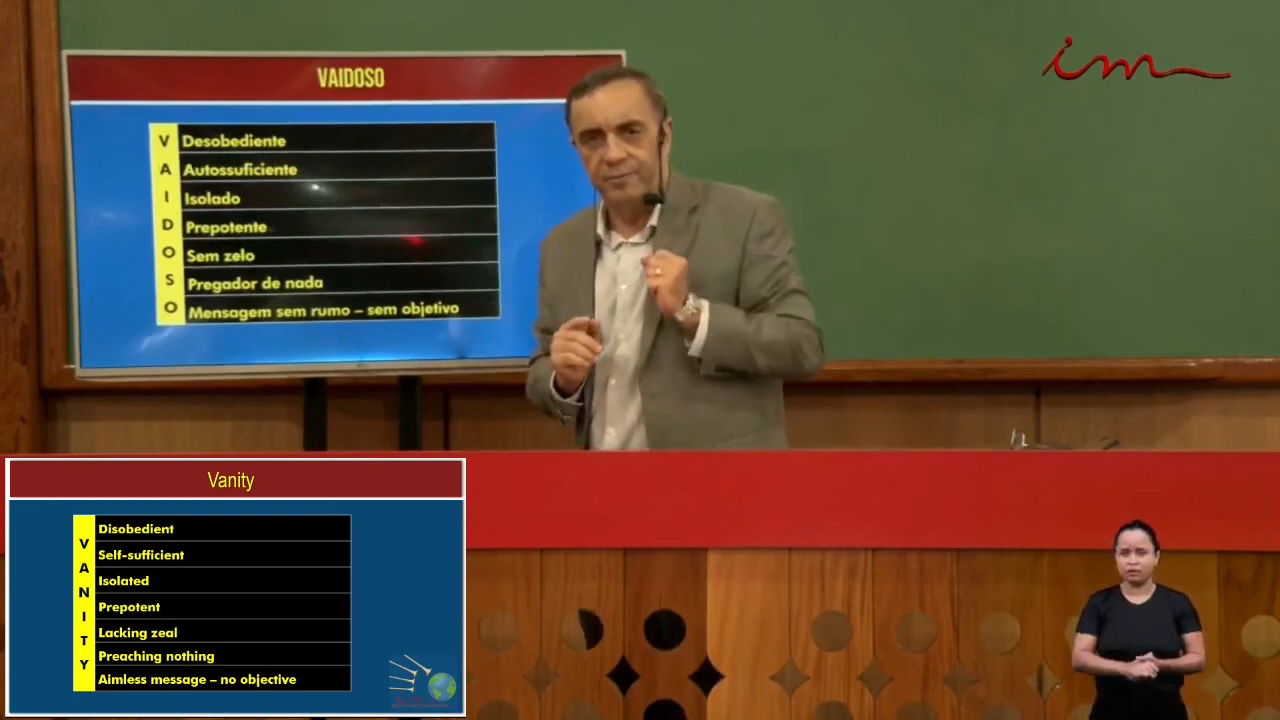 VAIDOSO
V
A
I
D
O
S
O
Desobediente
Autossuficiente
Isolado
Prepotente
Sem zelo
Pregador de nada
Mensagem sem rumo – sem objetivo
im
Vanity
V
A
N
I
T
Y
Disobedient
Self-sufficient
Isolated
Prepotent
Lacking zeal
Preaching nothing
Aimless message – no objective